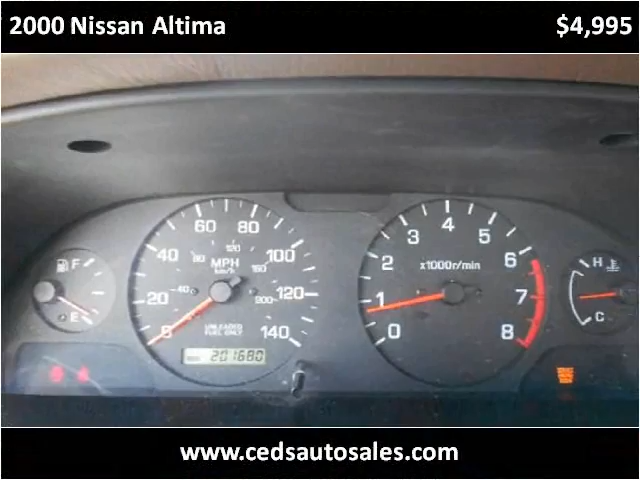 2000 Nissan Altima $4,995
60 80
40 100
20 120
0 140
MPH
km/h
UNLEADED
FUEL ONLY
201680
F
E
4
3 5
2 6
1 7
0 8
x1000r/min
H
C
www.cedsautosales.com